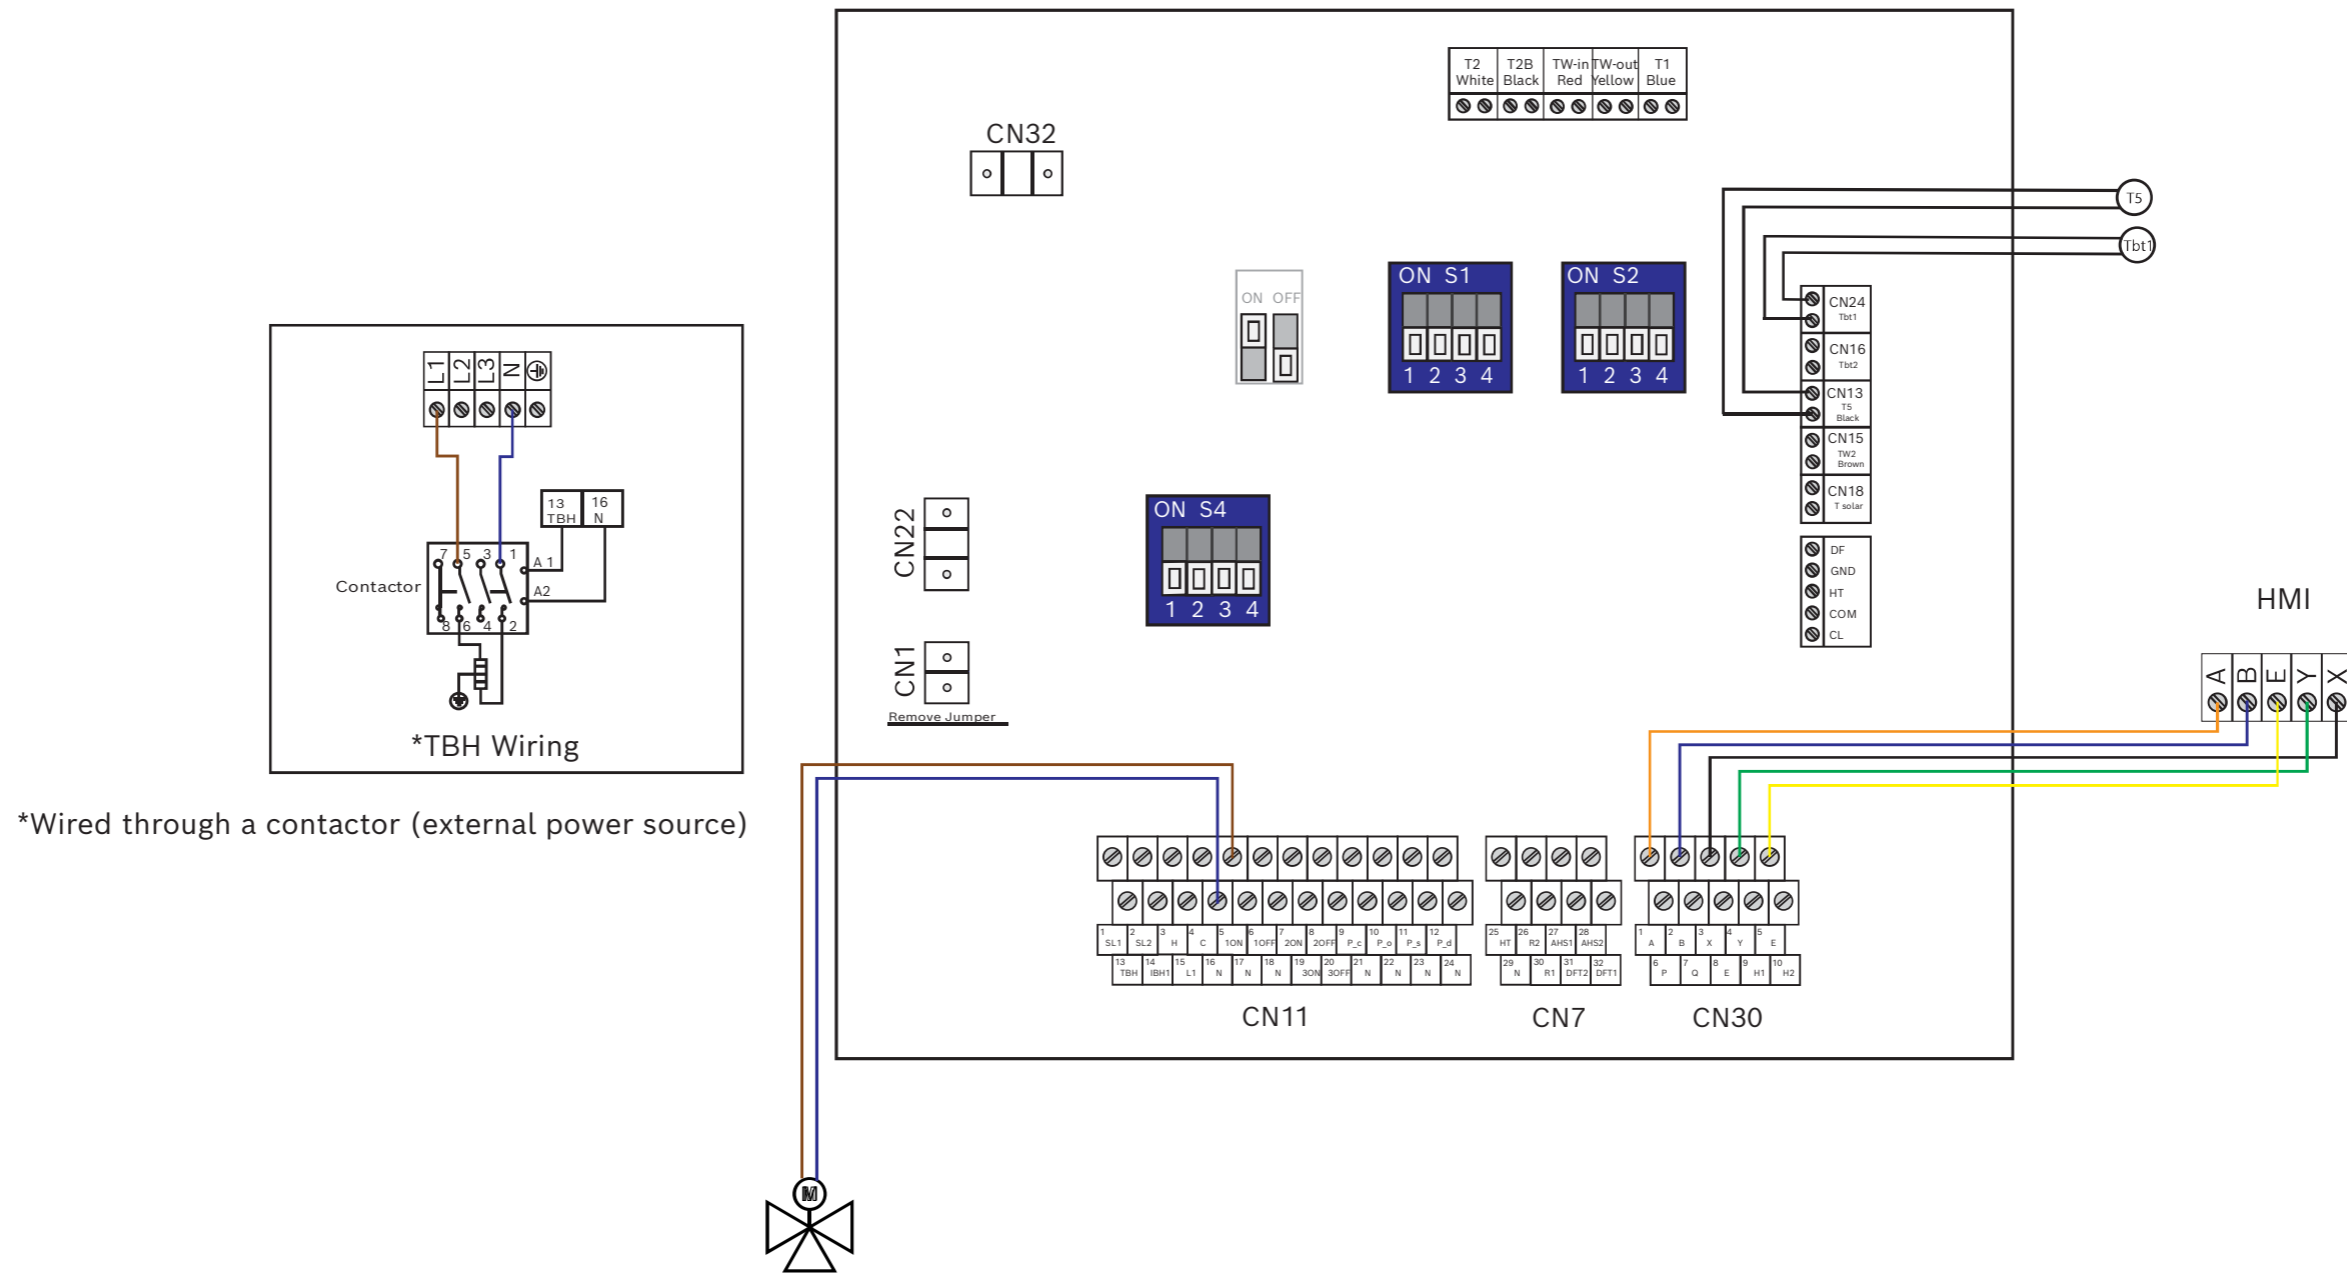 T2 T2B TW-in TW-out T1
White Black Red Yellow Blue
CN32
T5
Tbt1
ON OFF
ON S1
1 2 3 4
ON S2
1 2 3 4
CN24
Tbt1
CN16
Tbt2
CN13
T5
Black
CN15
TW2
Brown
CN18
T solar
DF
GND
HT
COM
CL
L1 L2 L3 N
13 16
TBH N
7 5 3 1
A 1
A2
Contactor
8 6 4 2
*TBH Wiring
*Wired through a contactor (external power source)
CN22
ON S4
1 2 3 4
CN1
Remove Jumper
HMI
A B E Y X
1 2 3 4 5 6 7 8 9 10 11 12
SL1 SL2 H C 1ON 1OFF 2ON 2OFF P_c P_o P_s P_d
13 14 15 16 17 18 19 20 21 22 23 24
TBH IBH1 L1 N N N 3ON 3OFF N N N N
CN11
25 26 27 28
HT R2 AHS1 AHS2
29 30 31 32
N R1 DFT2 DFT1
CN7
1 2 3 4 5
A B X Y E
6 7 8 9 10
P Q E H1 H2
CN30
M